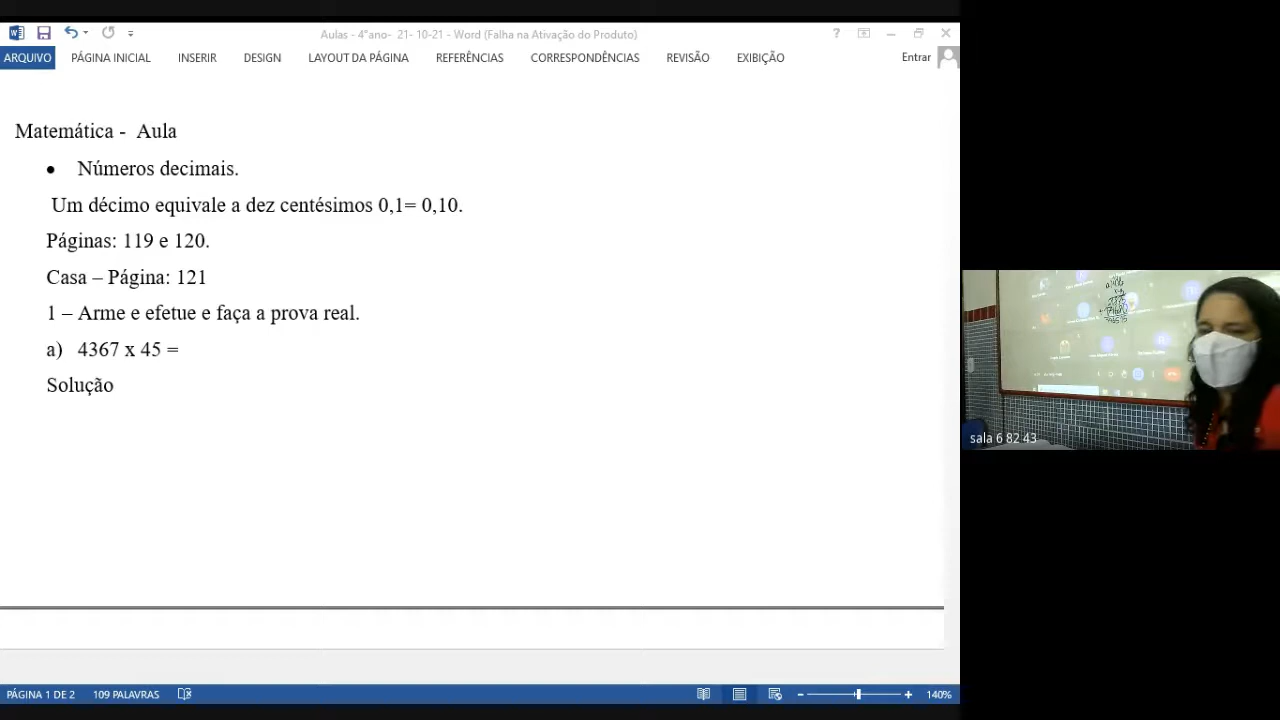 Aulas - 4°ano- 21- 10-21 - Word (Falha na Ativação do Produto)
?
ARQUIVO PÁGINA INICIAL INSERIR DESIGN LAYOUT DA PÁGINA REFERÊNCIAS CORRESPONDÊNCIAS REVISÃO EXIBIÇÃO Entrar
Matemática - Aula
• Números decimais.
Um décimo equivale a dez centésimos 0,1= 0,10.
Páginas: 119 e 120.
Casa – Página: 121
1 – Arme e efetue e faça a prova real.
a) 4367 x 45 =
Solução
sala 6 82 43
PÁGINA 1 DE 2 109 PALAVRAS 140%